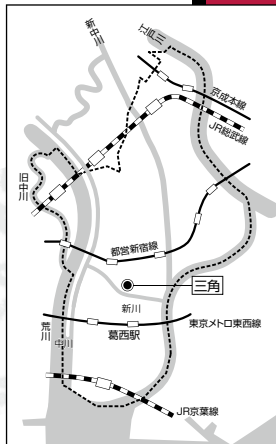 新中川
江戸川
京成本線
JR総武線
旧中川
都営新宿線
三角
新川
荒川
中川
葛西駅
東京メトロ東西線
JR京葉線